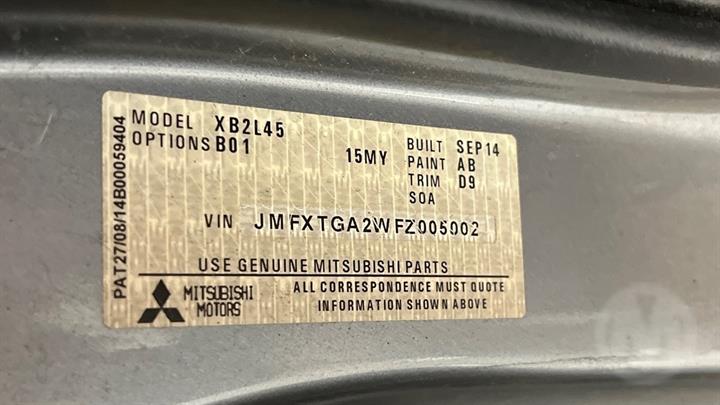 MODEL XB2L45
OPTIONS B01
15MY
BUILT SEP14
PAINT AB
TRIM D9
SOA
VIN JMFXTGA2WFZ005902
USE GENUINE MITSUBISHI PARTS
MITSUBISHI MOTORS
ALL CORRESPONDENCE MUST QUOTE
INFORMATION SHOWN ABOVE
PAT27/08/14B00059404
M